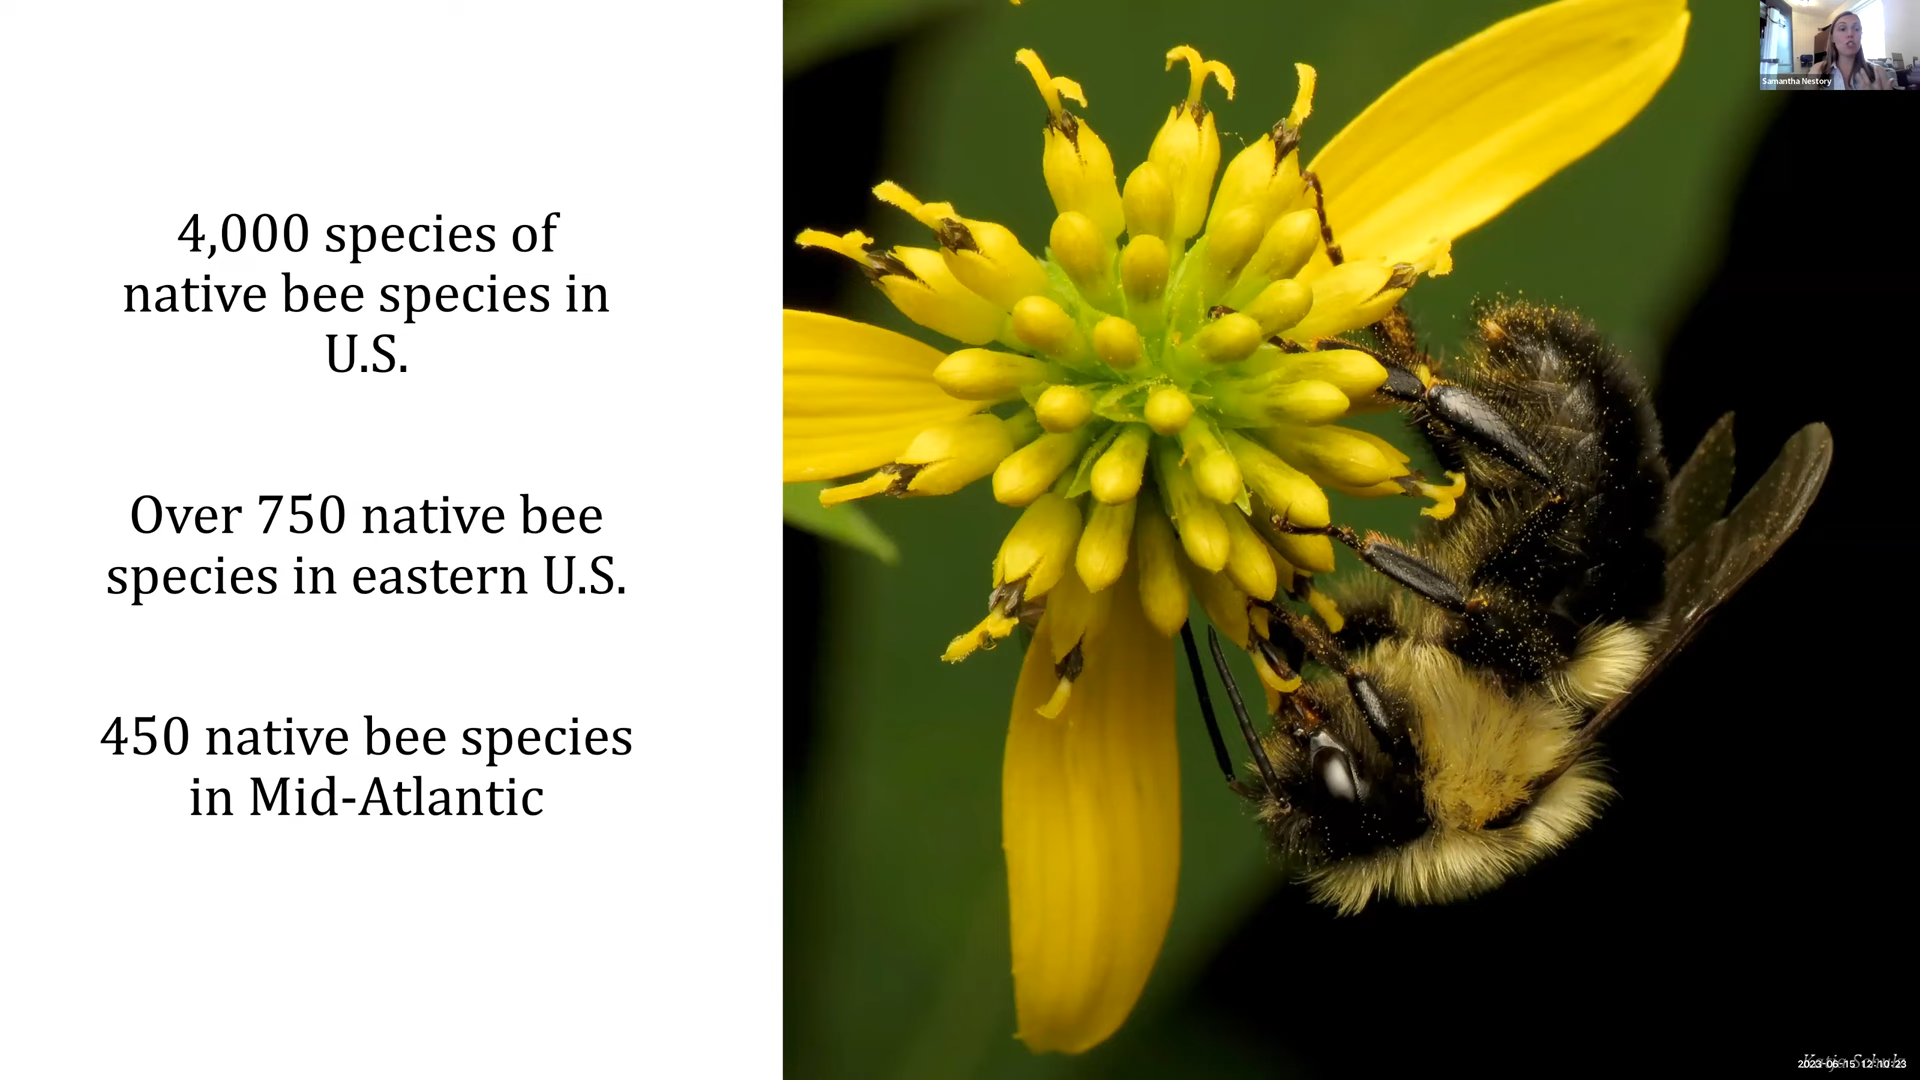 4,000 species of
native bee species in
U.S.
Over 750 native bee
species in eastern U.S.
450 native bee species
in Mid-Atlantic
Samantha Nestory
2023-06-15 12:10:23